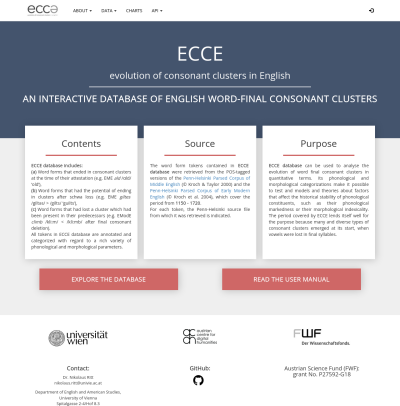 ecce
ABOUT DATA CHARTS API
ECCE
evolution of consonant clusters in English
AN INTERACTIVE DATABASE OF ENGLISH WORD-FINAL CONSONANT CLUSTERS
Contents
ECCE database includes:
(a) Word forms that ended in consonant clusters
at the time of their attestation (e.g. EME
(b) Word forms that had the potential of ending
in clusters after schwa loss (e.g. EME
(c) Word forms that had lost a cluster which had
been present in their predecessors (e.g. EModE
after final consonant
deletion).
All tokens in ECCE database are annotated and
categorized with regard to a rich variety of
phonological and morphological parameters.
Source
The word form tokens contained in ECCE
database were retrieved from the POS-tagged
versions of the Penn-Helsinki Parsed Corpus of
Middle English (© Kroch & Taylor 2000) and the
Penn-Helsinki Parsed Corpus of Early Modern
English (© Kroch et al. 2004), which cover the
period from 1150 - 1720.
For each token, the Penn-Helsinki source file
from which it was retrieved is indicated.
Purpose
ECCE database can be used to analyse the
evolution of word final consonant clusters in
quantitative terms. Its phonological and
morphological categorizations make it possible
to test and models and theories about factors
that affect the historical stability of phonological
constituents, such as their phonological
markedness or their morphological indexicality.
The period covered by ECCE lends itself well for
the purpose because many and diverse types of
consonant clusters emerged at its start, when
vowels were lost in final syllables.
EXPLORE THE DATABASE
READ THE USER MANUAL
universität
wien
austrian
centre for
digital
humanities
FWF
Der Wissenschaftsfonds.
Contact:
Dr. Nikolaus Ritt
nikolaus.ritt@univie.ac.at
Department of English and American Studies,
University of Vienna
Spitalgasse 2-4/Hof 8.3
GitHub:
Austrian Science Fund (FWF):
grant No. P27592-G18